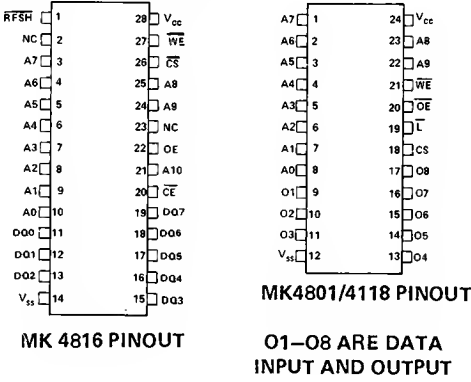 RFSH 1 28 Vcc
NC 2 27 WE
A7 3 26 CS
A6 4 25 A8
A5 5 24 A9
A4 6 23 NC
A3 7 22 OE
A2 8 21 A10
A1 9 20 CE
A0 10 19 DQ7
DQ0 11 18 DQ6
DQ1 12 17 DQ5
DQ2 13 16 DQ4
Vss 14 15 DQ3
MK 4816 PINOUT
A7 1 24 Vcc
A6 2 23 A8
A5 3 22 A9
A4 4 21 WE
A3 5 20 OE
A2 6 19 L
A1 7 18 CS
A0 8 17 O8
O1 9 16 O7
O2 10 15 O6
O3 11 14 O5
Vss 12 13 O4
MK4801/4118 PINOUT
O1–O8 ARE DATA
INPUT AND OUTPUT